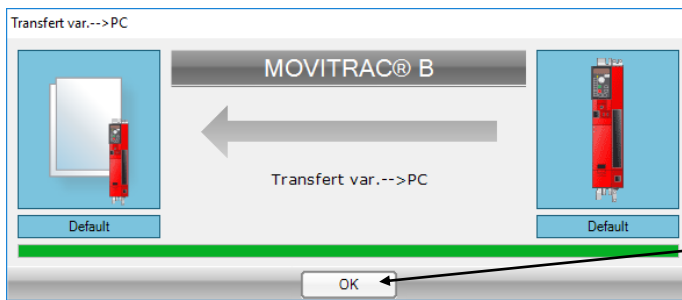 Transfert var.-->PC
MOVITRAC® B
Transfert var.-->PC
Default
Default
OK